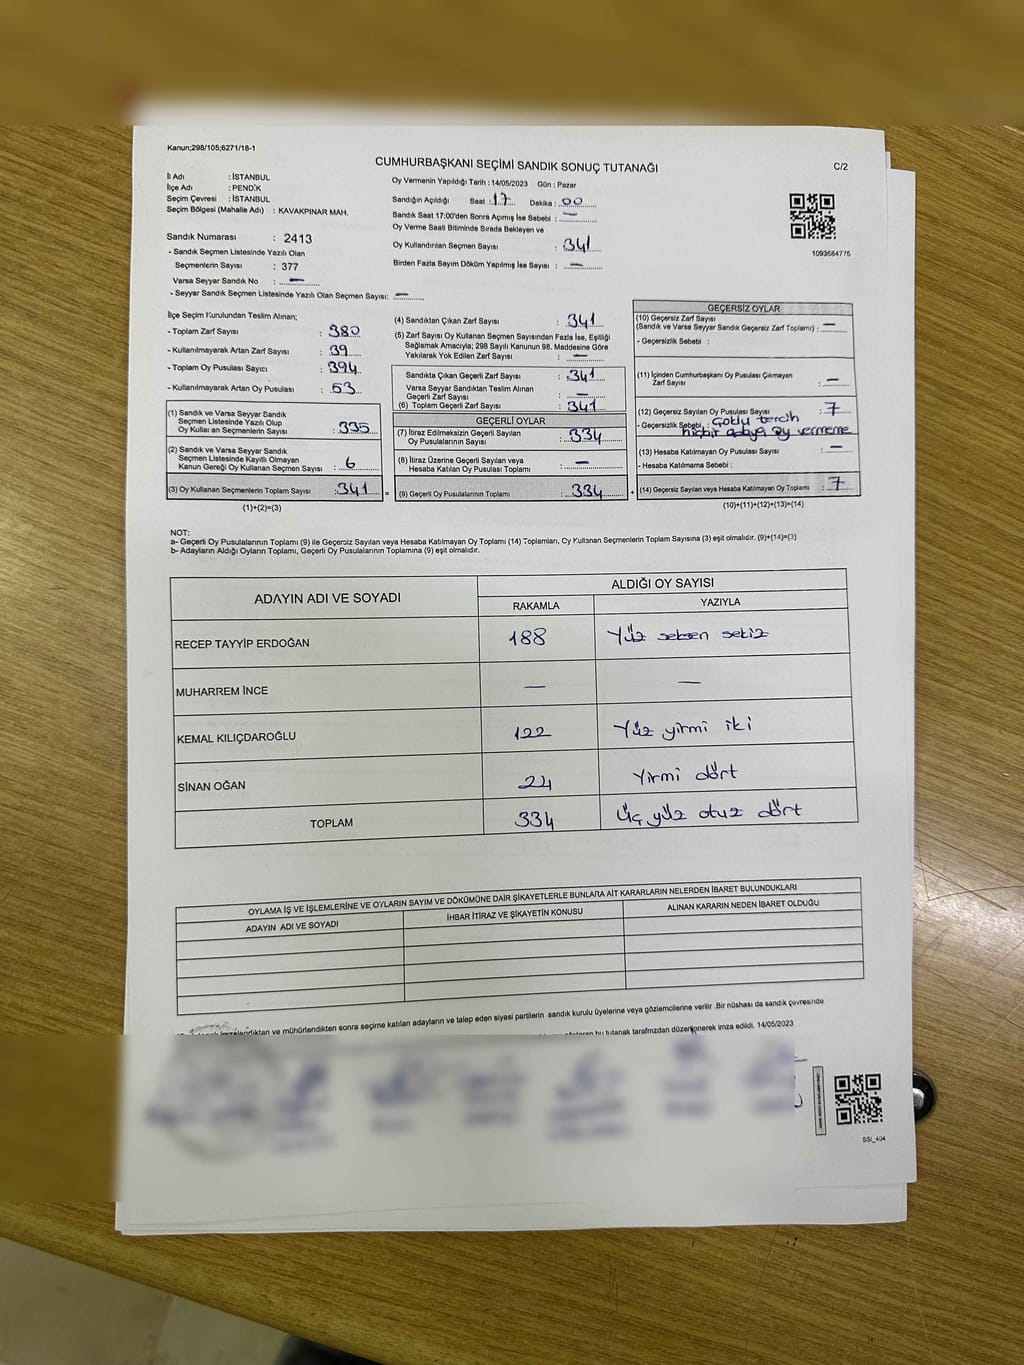 Kanun;298/105;6271/18-1
CUMHURBAŞKANI SEÇİMİ SANDIK SONUÇ TUTANAĞI
C/2
İl Adı : İSTANBUL
İlçe Adı : PENDİK
Seçim Çevresi : İSTANBUL
Seçim Bölgesi (Mahalle Adı) : KAVAKPINAR MAH.
Sandık Numarası : 2413
- Sandık Seçmen Listesinde Yazılı Olan
Seçmenlerin Sayısı : 377
Varsa Seyyar Sandık No : —
- Seyyar Sandık Seçmen Listesinde Yazılı Olan Seçmen Sayısı: —
Oy Vermenin Yapıldığı Tarih : 14/05/2023 Gün : Pazar
Sandığın Açıldığı Saat : 17 Dakika : 00
Sandık Saat 17:00'den Sonra Açılmış İse Sebebi : —
Oy Verme Saati Bitiminde Sırada Bekleyen ve
Oy Kullandırılan Seçmen Sayısı : 341
Birden Fazla Sayım Döküm Yapılmış İse Sayısı : —
1093684775
İlçe Seçim Kurulundan Teslim Alınan;
- Toplam Zarf Sayısı : 380
- Kullanılmayarak Artan Zarf Sayısı : 39
- Toplam Oy Pusulası Sayısı : 394
- Kullanılmayarak Artan Oy Pusulası : 53
(1) Sandık ve Varsa Seyyar Sandık
Seçmen Listesinde Yazılı Olup
Oy Kullanan Seçmenlerin Sayısı : 335
(2) Sandık ve Varsa Seyyar Sandık
Seçmen Listesinde Kayıtlı Olmayan
Kanun Gereği Oy Kullanan Seçmen Sayısı : 6
(3) Oy Kullanan Seçmenlerin Toplam Sayısı : 341 =
(1)+(2)=(3)
(4) Sandıktan Çıkan Zarf Sayısı : 341
(5) Zarf Sayısı Oy Kullanan Seçmen Sayısından Fazla İse, Eşitliği
Sağlamak Amacıyla; 298 Sayılı Kanunun 98. Maddesine Göre
Yakılarak Yok Edilen Zarf Sayısı : —
Sandıkta Çıkan Geçerli Zarf Sayısı : 341
Varsa Seyyar Sandıktan Teslim Alınan
Geçerli Zarf Sayısı : —
(6) Toplam Geçerli Zarf Sayısı : 341
GEÇERLİ OYLAR
(7) İtiraz Edilmeksizin Geçerli Sayılan
Oy Pusulalarının Sayısı : 334
(8) İtiraz Üzerine Geçerli Sayılan veya
Hesaba Katılan Oy Pusulası Toplamı : —
(9) Geçerli Oy Pusulalarının Toplamı : 334 +
GEÇERSİZ OYLAR
(10) Geçersiz Zarf Sayısı
(Sandık ve Varsa Seyyar Sandık Geçersiz Zarf Toplamı) : —
- Geçersizlik Sebebi :
(11) İçinden Cumhurbaşkanı Oy Pusulası Çıkmayan
Zarf Sayısı : —
(12) Geçersiz Sayılan Oy Pusulası Sayısı : 7
- Geçersizlik Sebebi : Çoklu tercih
hiçbir adaya oy vermeme
(13) Hesaba Katılmayan Oy Pusulası Sayısı : —
- Hesaba Katılmama Sebebi :
(14) Geçersiz Sayılan veya Hesaba Katılmayan Oy Toplamı : 7
(10)+(11)+(12)+(13)=(14)
NOT:
a- Geçerli Oy Pusulalarının Toplamı (9) ile Geçersiz Sayılan veya Hesaba Katılmayan Oy Toplamı (14) Toplamları, Oy Kullanan Seçmenlerin Toplam Sayısına (3) eşit olmalıdır. (9)+(14)=(3)
b- Adayların Aldığı Oyların Toplamı, Geçerli Oy Pusulalarının Toplamına (9) eşit olmalıdır.
ADAYIN ADI VE SOYADI
ALDIĞI OY SAYISI
RAKAMLA YAZIYLA
RECEP TAYYİP ERDOĞAN 188 Yüz seksen sekiz
MUHARREM İNCE — —
KEMAL KILIÇDAROĞLU 122 Yüz yirmi iki
SİNAN OĞAN 24 Yirmi dört
TOPLAM 334 Üç yüz otuz dört
OYLAMA İŞ VE İŞLEMLERİNE VE OYLARIN SAYIM VE DÖKÜMÜNE DAİR ŞİKAYETLERLE BUNLARA AİT KARARLARIN NELERDEN İBARET BULUNDUKLARI
ADAYIN ADI VE SOYADI İHBAR İTİRAZ VE ŞİKAYETİN KONUSU ALINAN KARARIN NEDEN İBARET OLDUĞU
imzalandıktan ve mühürlendikten sonra seçime katılan adayların ve talep eden siyasi partilerin sandık kurulu üyelerine veya gözlemcilerine verilir .Bir nüshası da sandık çevresinde
bu tutanak tarafımızdan düzenlenerek imza edildi. 14/05/2023
SSI_404